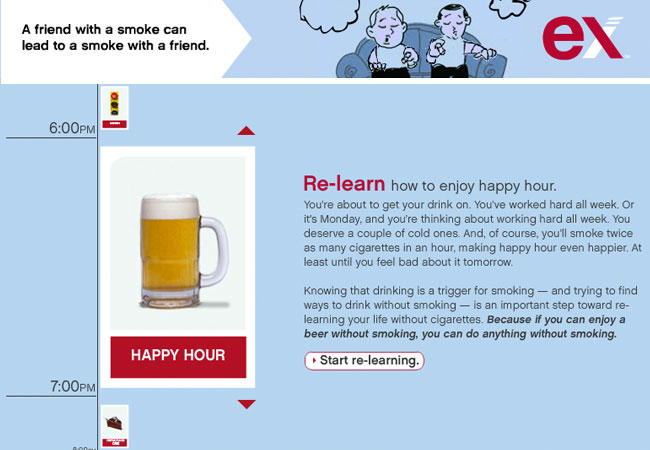 A friend with a smoke can
lead to a smoke with a friend.
ex
6:00PM
HAPPY HOUR
7:00PM
Re-learn how to enjoy happy hour.
You're about to get your drink on. You've worked hard all week. Or
it's Monday, and you're thinking about working hard all week. You
deserve a couple of cold ones. And, of course, you'll smoke twice
as many cigarettes in an hour, making happy hour even happier. At
least until you feel bad about it tomorrow.
Knowing that drinking is a trigger for smoking — and trying to find
ways to drink without smoking — is an important step toward re-
learning your life without cigarettes. Because if you can enjoy a
beer without smoking, you can do anything without smoking.
Start re-learning.